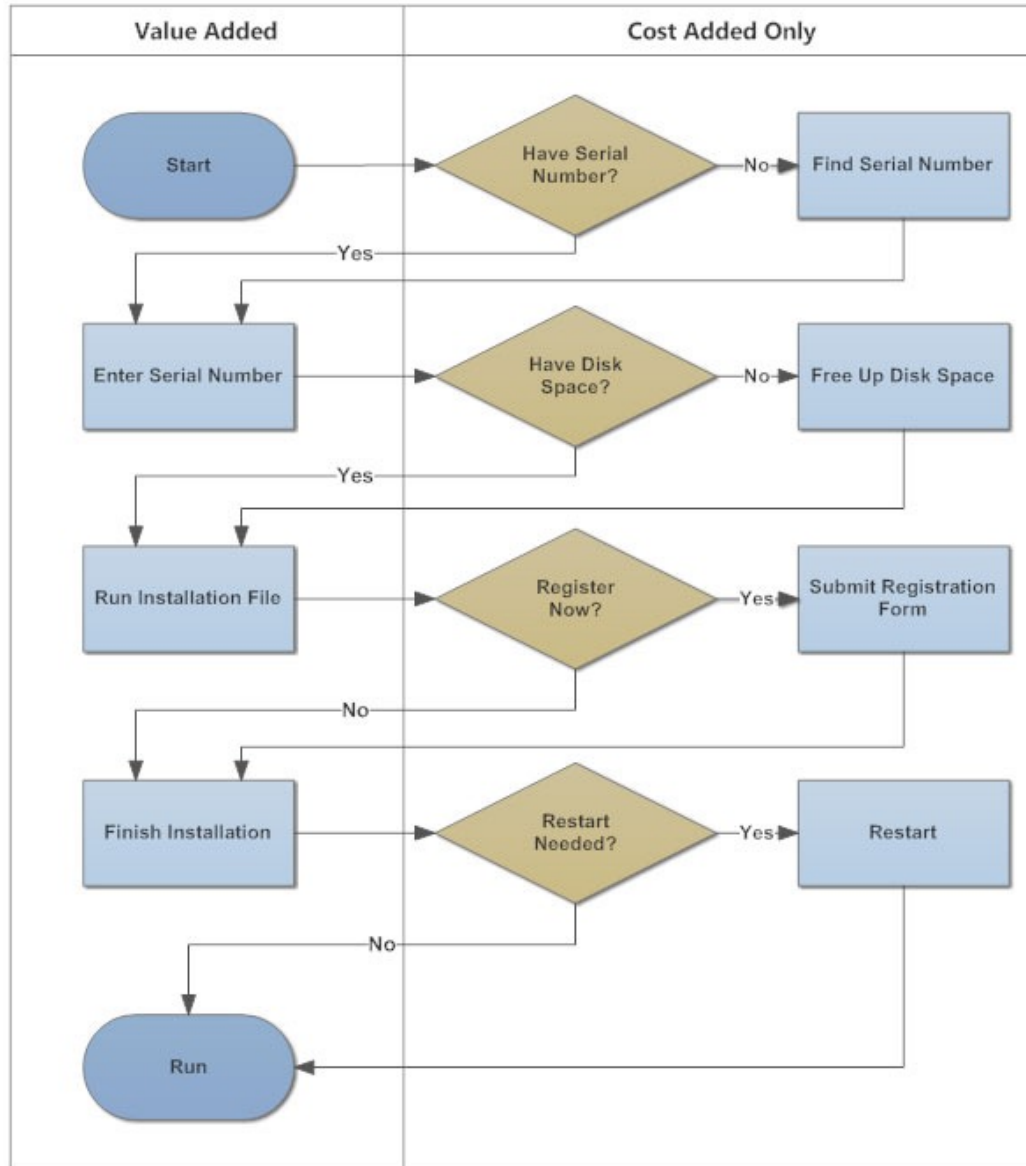 Value Added
Cost Added Only
Start
Have Serial
Number?
No
Find Serial Number
Yes
Enter Serial Number
Have Disk
Space?
No
Free Up Disk Space
Yes
Run Installation File
Register
Now?
Yes
Submit Registration
Form
No
Finish Installation
Restart
Needed?
Yes
Restart
No
Run